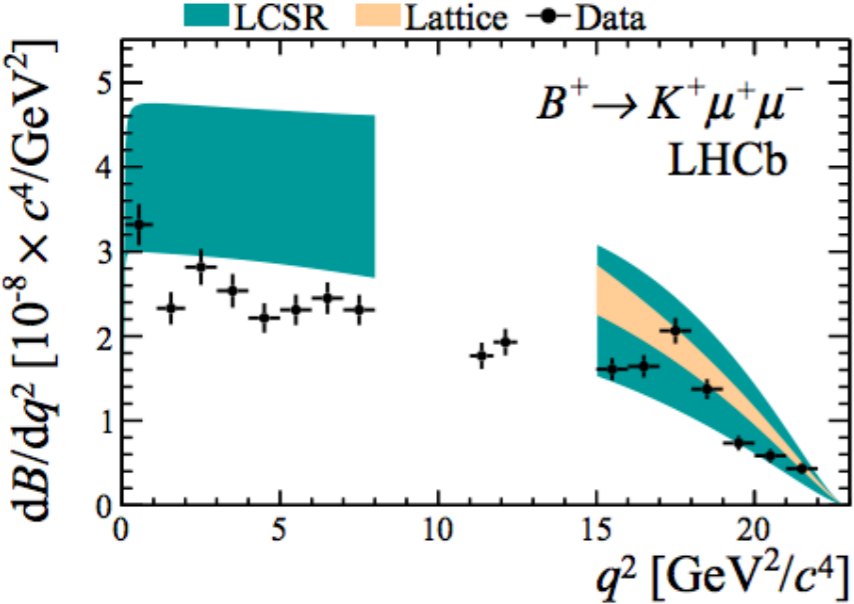 LCSR Lattice Data
dB/dq² [10⁻⁸ × c⁴/GeV²]
5
4
3
2
1
0
B⁺→K⁺μ⁺μ⁻
LHCb
0 5 10 15 20
q² [GeV²/c⁴]